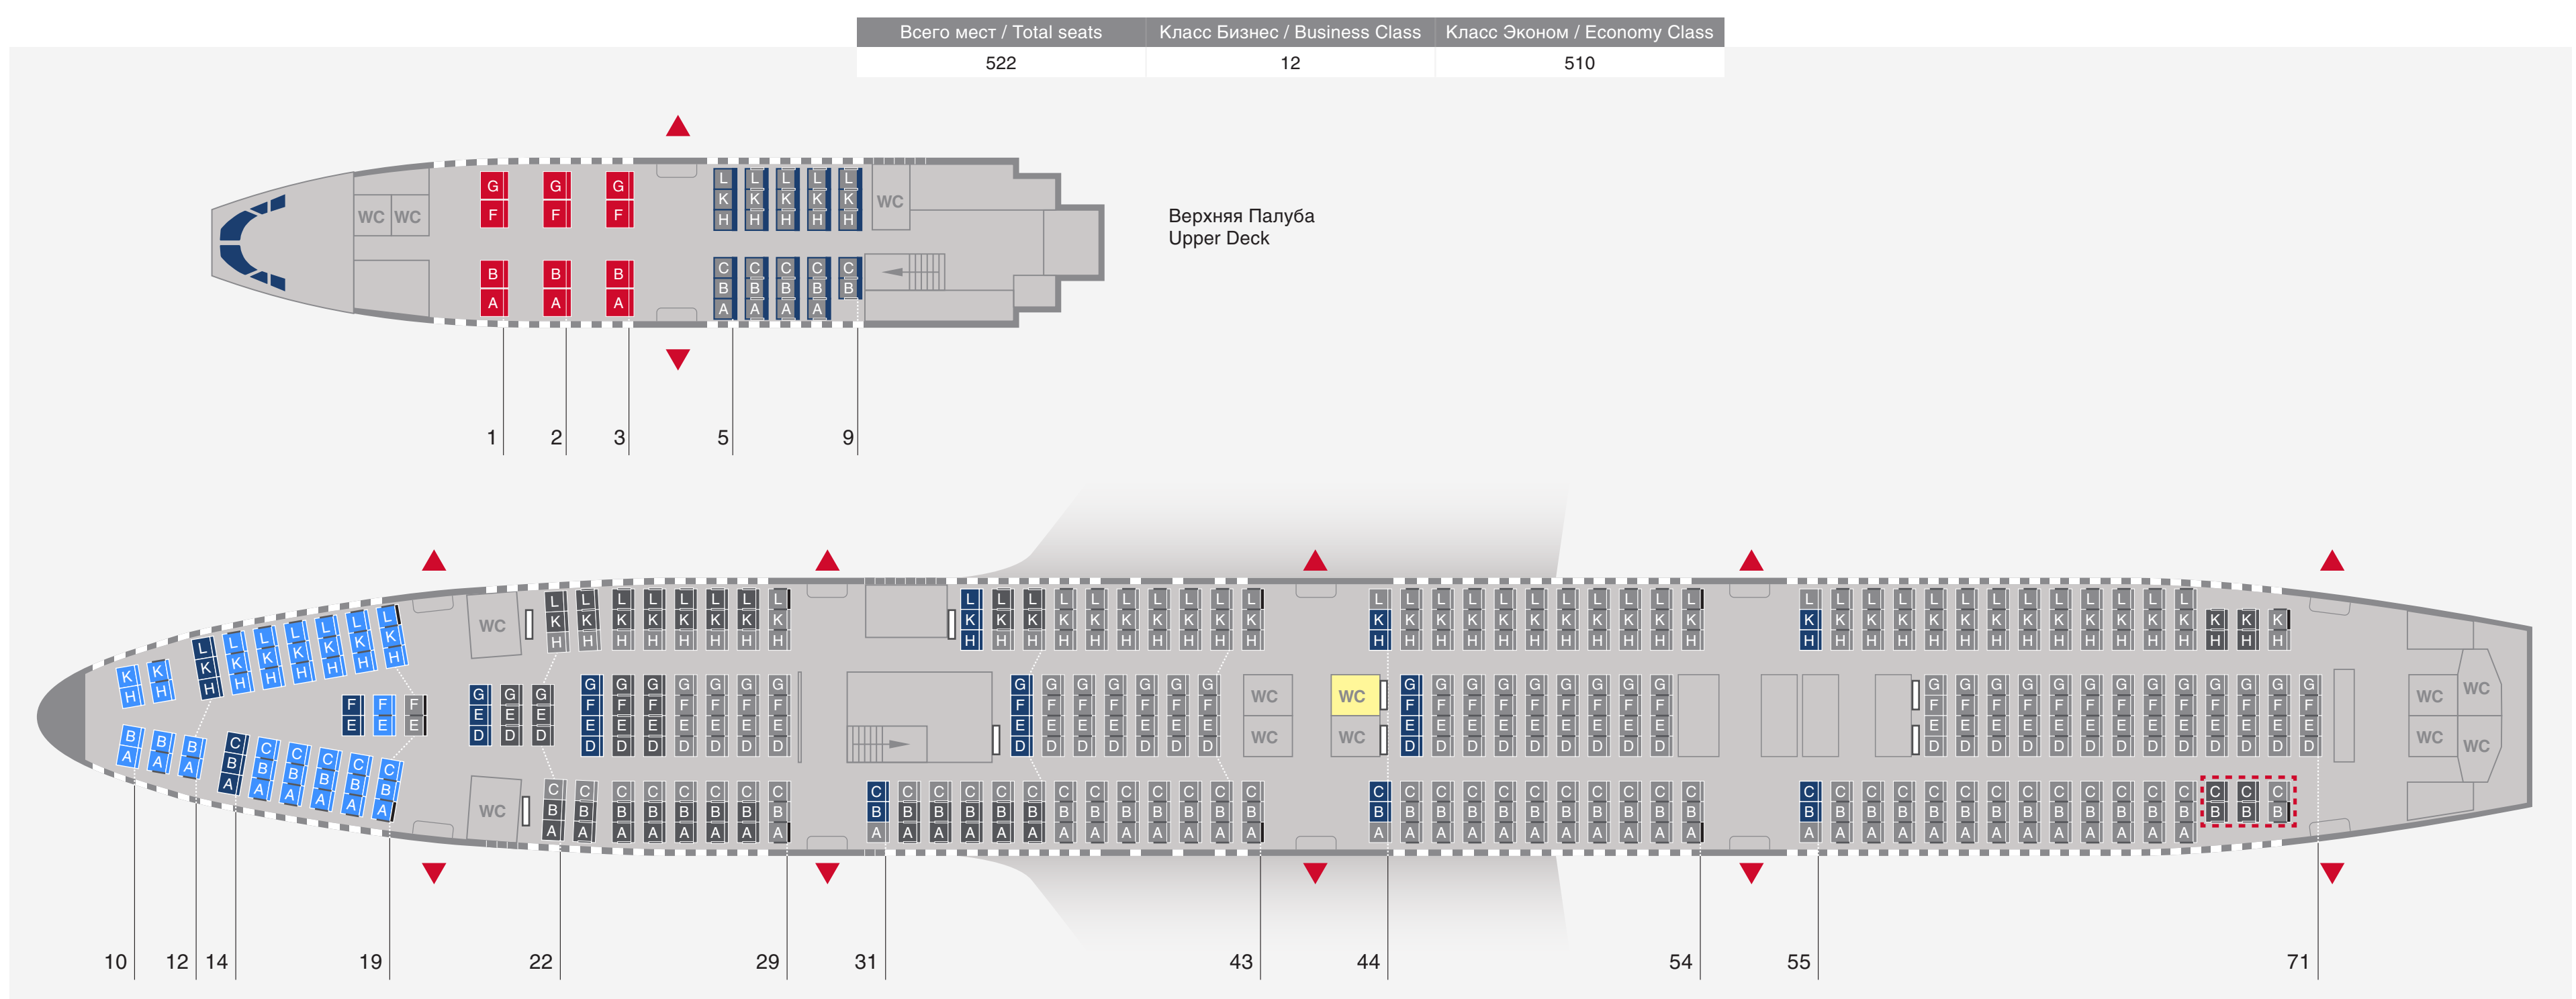 Всего мест / Total seats Класс Бизнес / Business Class Класс Эконом / Economy Class
522 12 510
G G G L L L L L
F F F K K K K K
H H H H H
WC WC WC
B B B C C C C C
A A A B B B B B
A A A A
Верхняя Палуба
Upper Deck
1 2 3 5 9
L L L L L L L L L L L L L L L L L L L L L L L L L L L L L L L L L L L L L L L L L L L L L L L L L L
K K K K K K K K K K K K K K K K K K K K K K K K K K K K K K K K K K K K K K K K K K K K K K K K K K K K K
H H H H H H H H H H H H H H H H H H H H H H H H H H H H H H H H H H H H H H H H H H H H H H H H H H H H H
WC
F F F G G G G G G G G G G G G G G G G G G G G G G G G G G G G G G G G G G G G G G G G G
E E E E E E F F F F F F F F F F F F F F F F F F F F F F F F F F F F F F F F F F F F F F
D D D E E E E E E E E E E E E E E E E E E E E E E E E E E E E E E E E E E E E E
D D D D D D D D D D D D D D D D D D D D D D D D D D D D D D D D D D D D D
WC WC WC WC
WC WC WC WC
WC
10 12 14 19 22 29 31 43 44 54 55 71